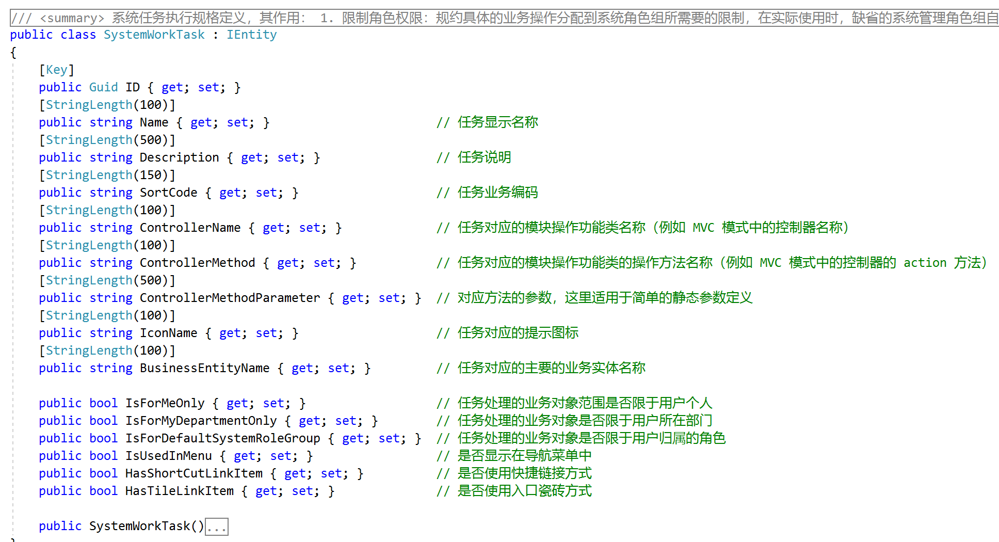 /// <summary> 系统任务执行规格定义，其作用： 1. 限制角色权限：规约具体的业务操作分配到系统角色组所需要的限制，在实际使用时，缺省的系统管理角色组自
public class SystemWorkTask : IEntity
{
[Key]
public Guid ID { get; set; }
[StringLength(100)]
public string Name { get; set; } // 任务显示名称
[StringLength(500)]
public string Description { get; set; } // 任务说明
[StringLength(150)]
public string SortCode { get; set; } // 任务业务编码
[StringLength(100)]
public string ControllerName { get; set; } // 任务对应的模块操作功能类名称（例如 MVC 模式中的控制器名称）
[StringLength(100)]
public string ControllerMethod { get; set; } // 任务对应的模块操作功能类的操作方法名称（例如 MVC 模式中的控制器的 action 方法）
[StringLength(500)]
public string ControllerMethodParameter { get; set; } // 对应方法的参数，这里适用于简单的静态参数定义
[StringLength(100)]
public string IconName { get; set; } // 任务对应的提示图标
[StringLength(100)]
public string BusinessEntityName { get; set; } // 任务对应的主要的业务实体名称
public bool IsForMeOnly { get; set; } // 任务处理的业务对象范围是否限于用户个人
public bool IsForMyDepartmentOnly { get; set; } // 任务处理的业务对象是否限于用户所在部门
public bool IsForDefaultSystemRoleGroup { get; set; } // 任务处理的业务对象是否限于用户归属的角色
public bool IsUsedInMenu { get; set; } // 是否显示在导航菜单中
public bool HasShortCutLinkItem { get; set; } // 是否使用快捷链接方式
public bool HasTileLinkItem { get; set; } // 是否使用入口瓷砖方式
public SystemWorkTask()...
}